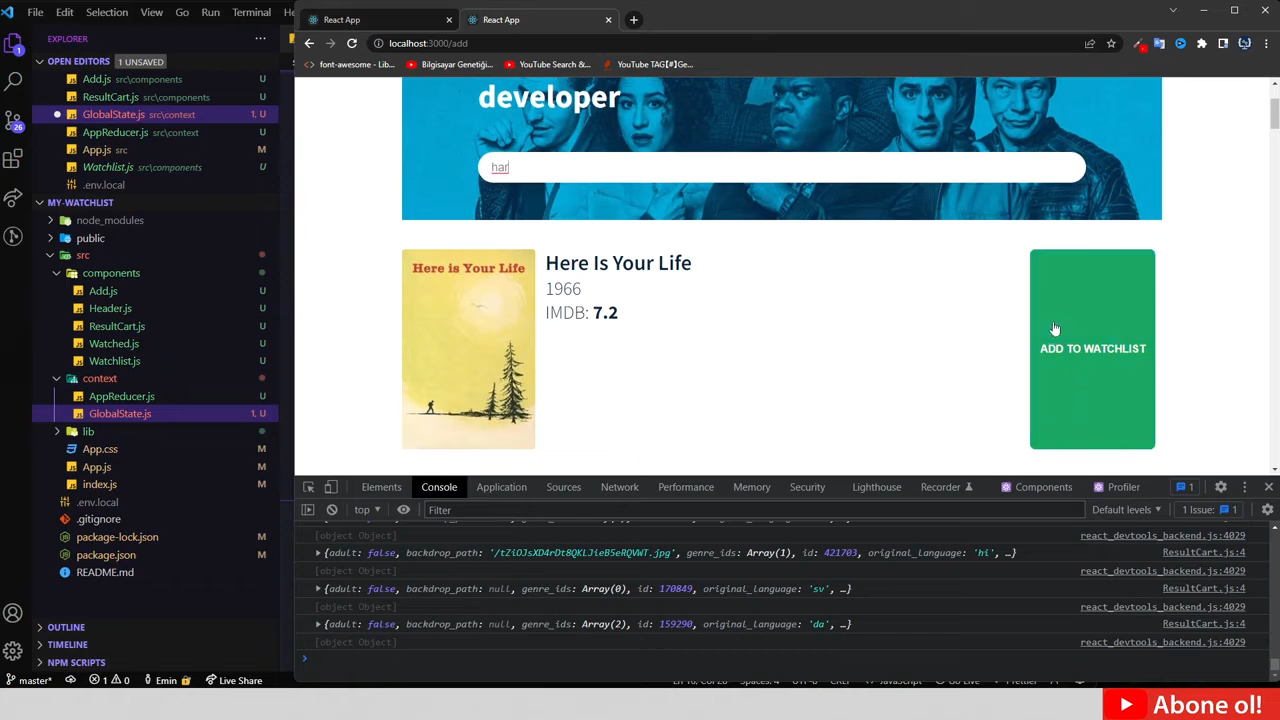 File Edit Selection View Go Run Terminal
React App
React App
localhost:3000/add
font-awesome - Lib...
Bilgisayar Genetiği...
YouTube Search &...
YouTube TAG【#】Ge...
EXPLORER
OPEN EDITORS 1 UNSAVED
Add.js src\components U
ResultCart.js src\components U
GlobalState.js src\context 1, U
AppReducer.js src\context U
App.js src M
Watchlist.js src\components U
.env.local
MY-WATCHLIST
node_modules
public
src
components
Add.js U
Header.js U
ResultCart.js U
Watched.js U
Watchlist.js U
context
AppReducer.js U
GlobalState.js 1, U
lib
App.css M
App.js M
index.js M
.env.local
.gitignore
package-lock.json M
package.json M
README.md
OUTLINE
TIMELINE
NPM SCRIPTS
26
developer
har
Here is Your Life
Here Is Your Life
1966
IMDB: 7.2
ADD TO WATCHLIST
Elements Console Application Sources Network Performance Memory Security Lighthouse Recorder Components Profiler 1
top Filter Default levels 1 Issue: 1
[object Object] react_devtools_backend.js:4029
{adult: false, backdrop_path: '/tZiOJsXD4rDt8QKLJieB5eRQVWT.jpg', genre_ids: Array(1), id: 421703, original_language: 'hi', …} ResultCart.js:4
[object Object] react_devtools_backend.js:4029
{adult: false, backdrop_path: null, genre_ids: Array(0), id: 170849, original_language: 'sv', …} ResultCart.js:4
[object Object] react_devtools_backend.js:4029
{adult: false, backdrop_path: null, genre_ids: Array(2), id: 159290, original_language: 'da', …} ResultCart.js:4
[object Object] react_devtools_backend.js:4029
master* 1 0 Emin Live Share
Abone ol!